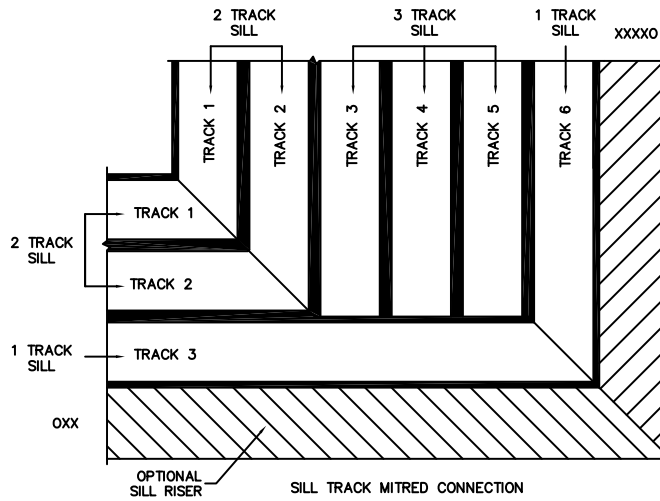 2 TRACK
SILL
3 TRACK
SILL
1 TRACK
SILL
XXXXO
TRACK 1
TRACK 2
TRACK 3
TRACK 4
TRACK 5
TRACK 6
2 TRACK
SILL
TRACK 1
TRACK 2
1 TRACK
SILL
TRACK 3
OXX
OPTIONAL
SILL RISER
SILL TRACK MITRED CONNECTION